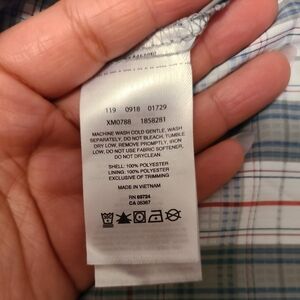 119 0918 01729
XM0788 1858281
MACHINE WASH COLD GENTLE, WASH
SEPARATELY, DO NOT BLEACH, TUMBLE
DRY LOW, REMOVE PROMPTLY, IRON
LOW, DO NOT USE FABRIC SOFTENER,
DO NOT DRYCLEAN
SHELL: 100% POLYESTER
LINING: 100% POLYESTER
EXCLUSIVE OF TRIMMING
MADE IN VIETNAM
RN 69724
CA 05367